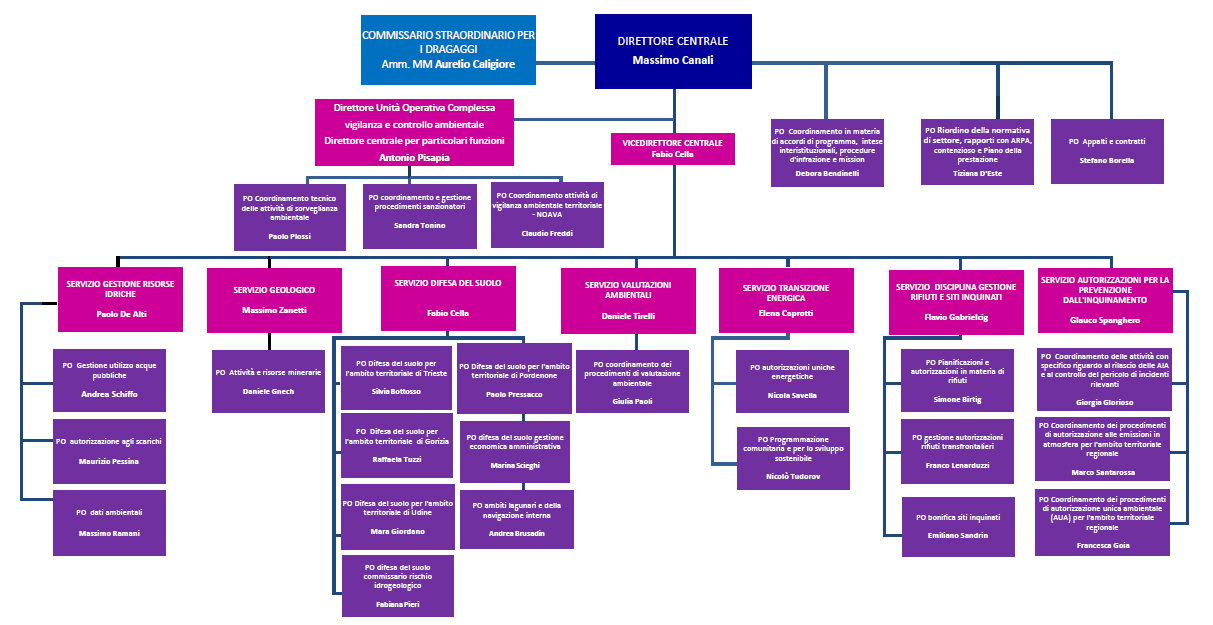 COMMISSARIO STRAORDINARIO PER
I DRAGAGGI
Amm. MM Aurelio Caligiore
DIRETTORE CENTRALE
Massimo Canali
Direttore Unità Operativa Complessa
vigilanza e controllo ambientale
Direttore centrale per particolari funzioni
Antonio Pisapia
VICEDIRETTORE CENTRALE
Fabio Cella
PO Coordinamento in materia
di accordi di programma, intese
interistituzionali, procedure
d'infrazione e mission
Debora Bendinelli
PO Riordino della normativa
di settore, rapporti con ARPA,
contenzioso e Piano della
prestazione
Tiziana D'Este
PO Appalti e contratti
Stefano Borella
PO Coordinamento tecnico
delle attività di sorveglianza
ambientale
Paolo Plossi
PO coordinamento e gestione
procedimenti sanzionatori
Sandra Tonino
PO Coordinamento attività di
vigilanza ambientale territoriale
- NOAVA
Claudio Freddi
SERVIZIO GESTIONE RISORSE
IDRICHE
Paolo De Alti
SERVIZIO GEOLOGICO
Massimo Zanetti
SERVIZIO DIFESA DEL SUOLO
Fabio Cella
SERVIZIO VALUTAZIONI
AMBIENTALI
Daniele Tirelli
SERVIZIO TRANSIZIONE
ENERGICA
Elena Caprotti
SERVIZIO DISCIPLINA GESTIONE
RIFIUTI E SITI INQUINATI
Flavio Gabrielcig
SERVIZIO AUTORIZZAZIONI PER LA
PREVENZIONE
DALL'INQUINAMENTO
Glauco Spanghero
PO Gestione utilizzo acque
pubbliche
Andrea Schiffo
PO autorizzazione agli scarichi
Maurizio Pessina
PO dati ambientali
Massimo Ramani
PO Attività e risorse minerarie
Daniele Gnech
PO Difesa del suolo per
l'ambito territoriale di Trieste
Silvia Bottosso
PO Difesa del suolo per
l'ambito territoriale di Gorizia
Raffaela Tuzzi
PO Difesa del suolo per l'ambito
territoriale di Udine
Mara Giordano
PO difesa del suolo
commissario rischio
idrogeologico
Fabiana Pieri
PO Difesa del suolo per l'ambito
territoriale di Pordenone
Paolo Pressacco
PO difesa del suolo gestione
economica amministrativa
Marina Scieghi
PO ambiti lagunari e della
navigazione interna
Andrea Brusadin
PO coordinamento dei
procedimenti di valutazione
ambientale
Giulia Paoli
PO autorizzazioni uniche
energetiche
Nicola Savella
PO Programmazione
comunitaria e per lo sviluppo
sostenibile
Nicolò Tudorov
PO Pianificazioni e
autorizzazioni in materia di
rifiuti
Simone Birtig
PO gestione autorizzazioni
rifiuti transfrontalieri
Franco Lenarduzzi
PO bonifica siti inquinati
Emiliano Sandrin
PO Coordinamento delle attività con
specifico riguardo al rilascio delle AIA
e al controllo del pericolo di incidenti
rilevanti
Giorgia Glorioso
PO Coordinamento dei procedimenti
di autorizzazione alle emissioni in
atmosfera per l'ambito territoriale
regionale
Marco Santarossa
PO Coordinamento dei procedimenti
di autorizzazione unica ambientale
(AUA) per l'ambito territoriale
regionale
Francesca Goia